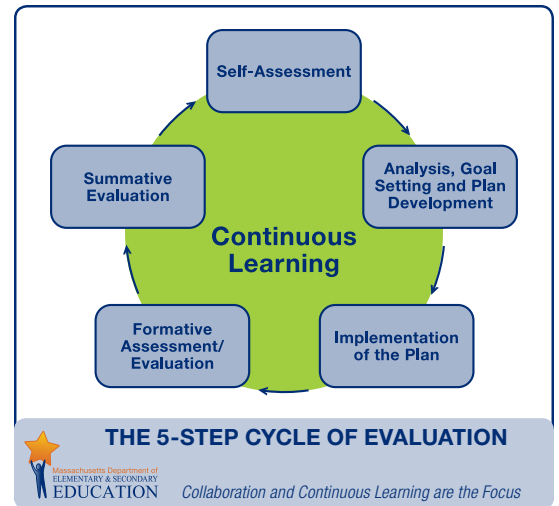 Self-Assessment
Analysis, Goal
Setting and Plan
Development
Implementation
of the Plan
Formative
Assessment/
Evaluation
Summative
Evaluation
Continuous
Learning
THE 5-STEP CYCLE OF EVALUATION
Massachusetts Department of
ELEMENTARY & SECONDARY
EDUCATION
Collaboration and Continuous Learning are the Focus